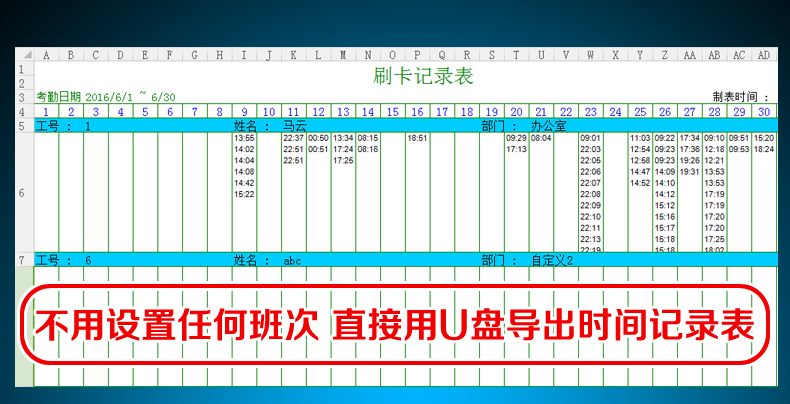 A B C D E F G H I J K L M N O P Q R S T U V W X Y Z AA AB AC AD
1 刷卡记录表
2
3 考勤日期 2016/6/1 ~ 6/30 制表时间 :
4 1 2 3 4 5 6 7 8 9 10 11 12 13 14 15 16 17 18 19 20 21 22 23 24 25 26 27 28 29 30
5 工号 : 1 姓名 : 马云 部门 : 办公室
13:55 22:37 00:50 13:34 08:15 18:51 09:29 08:04 09:01 11:03 09:22 17:34 09:10 09:51 15:20
14:02 22:51 00:51 17:24 08:16 17:13 22:03 12:54 09:23 17:36 09:18 09:53 18:24
14:04 22:51 17:25 22:05 12:58 09:23 19:26 12:21
14:08 22:06 14:47 14:09 19:31 13:53
14:42 22:07 14:52 14:10 13:53
6 15:22 22:08 14:12 17:19
22:09 15:12 17:19
22:10 15:16 17:20
22:11 15:17 17:20
22:13 15:18 17:25
22:19 15:18 18:02
7 工号 : 6 姓名 : abc 部门 : 自定义2
不用设置任何班次 直接用U盘导出时间记录表